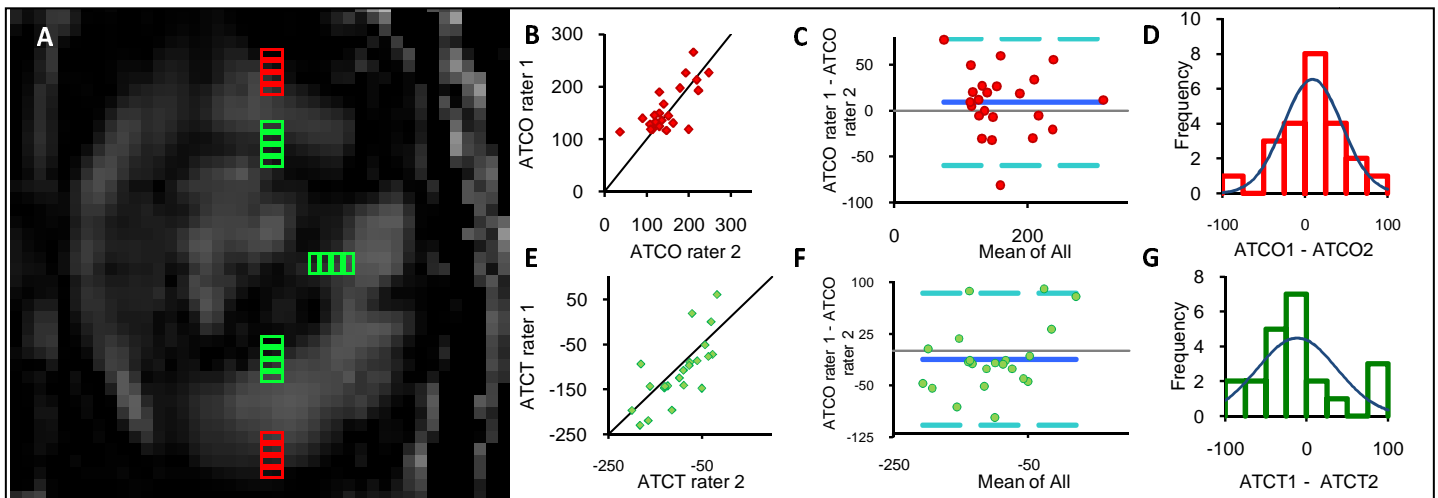 A
B
300
200
100
0
0 100 200 300
ATCO rater 1
ATCO rater 2
C
50
0
-50
-100
0 200
ATCO rater 1 - ATCO
rater 2
Mean of All
D
10
8
6
4
2
0
-100 0 100
Frequency
ATCO1 - ATCO2
E
50
-50
-150
-250
-250 -50
ATCT rater 1
ATCT rater 2
F
100
25
-50
-125
-250 -50
ATCO rater 1 - ATCO
rater 2
Mean of All
G
8
6
4
2
0
-100 0 100
Frequency
ATCT1 - ATCT2